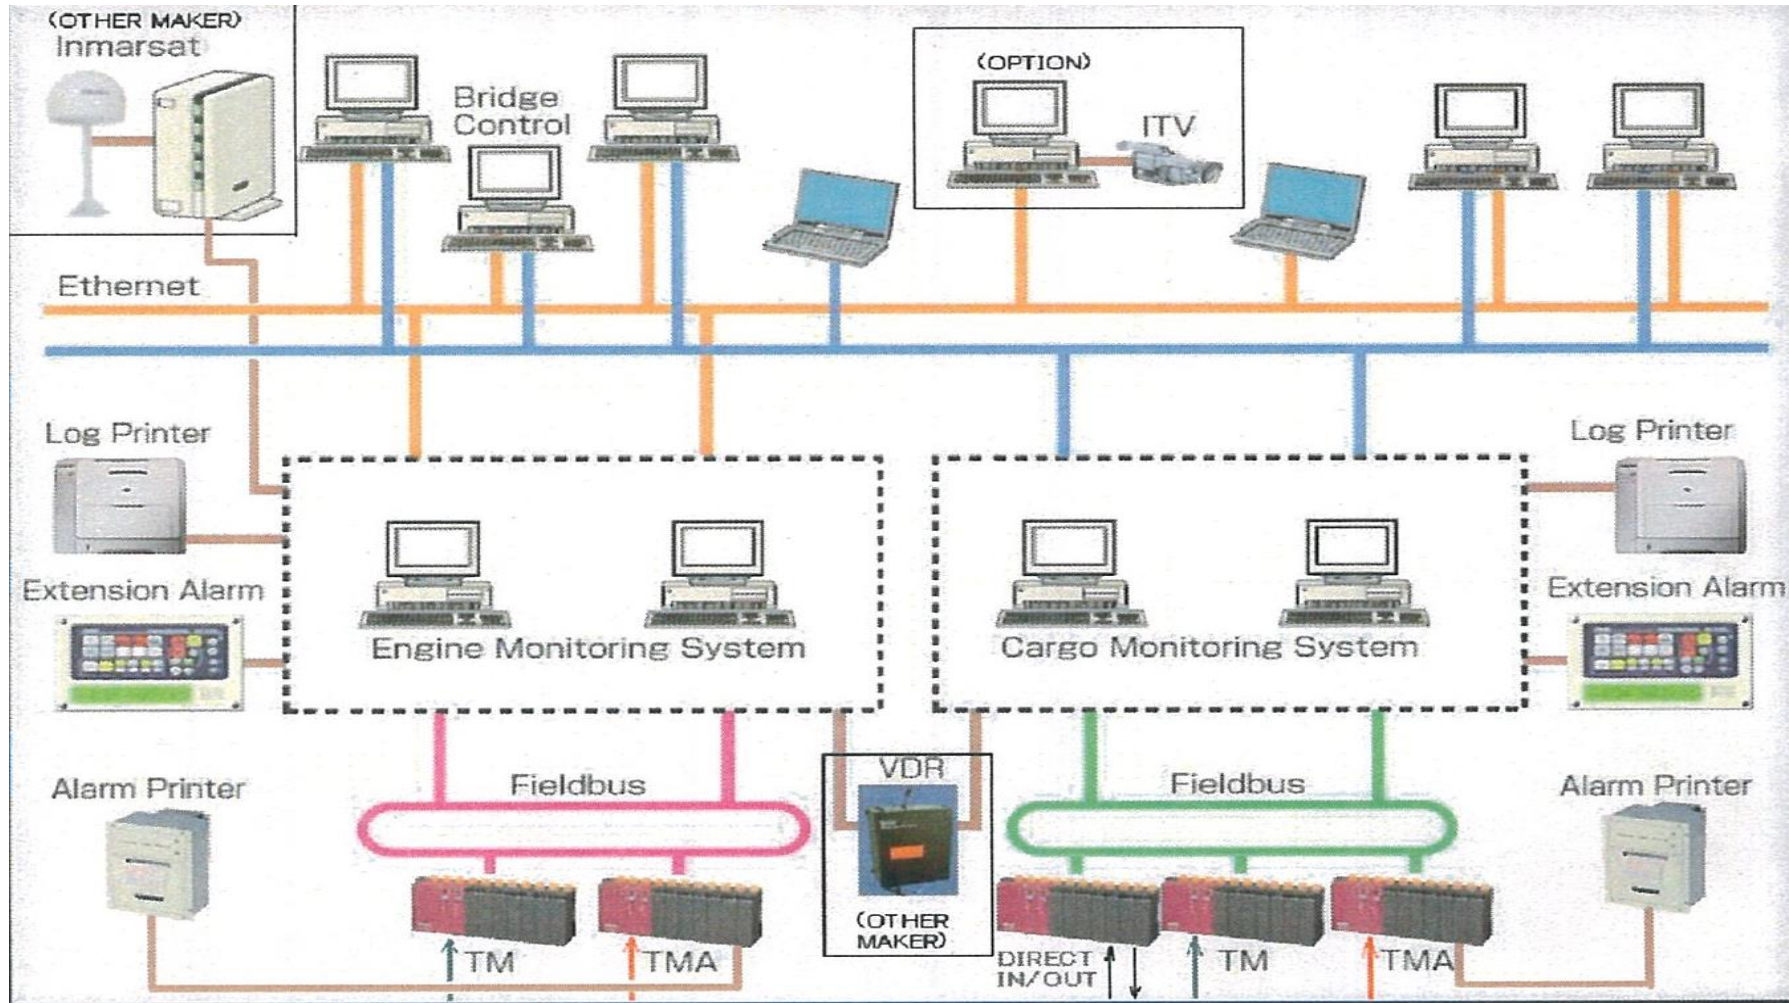 (OTHER MAKER)
Inmarsat
Bridge
Control
(OPTION)
ITV
Ethernet
Log Printer
Log Printer
Extension Alarm
Extension Alarm
Engine Monitoring System
Cargo Monitoring System
Fieldbus
VDR
Fieldbus
Alarm Printer
Alarm Printer
(OTHER
MAKER)
TM
TMA
DIRECT
IN/OUT
TM
TMA